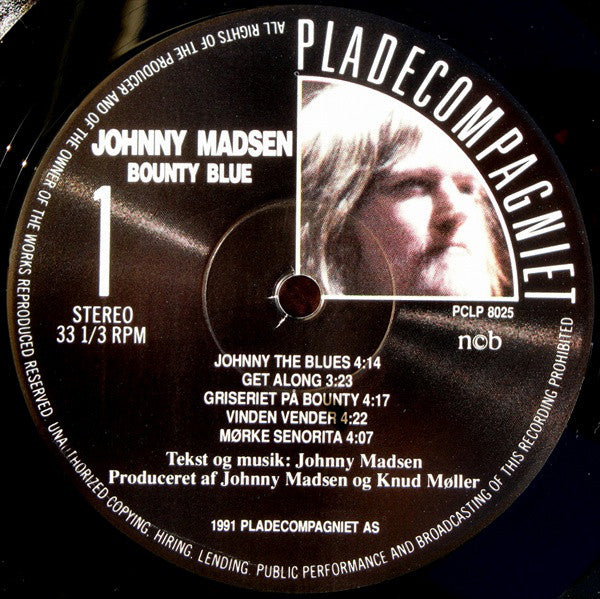 PLADECOMPAGNIET
JOHNNY MADSEN
BOUNTY BLUE
1
STEREO
33 1/3 RPM
PCLP 8025
n©b
JOHNNY THE BLUES 4:14
GET ALONG 3:23
GRISERIET PÅ BOUNTY 4:17
VINDEN VENDER 4:22
MØRKE SENORITA 4:07
Tekst og musik: Johnny Madsen
Produceret af Johnny Madsen og Knud Møller
1991 PLADECOMPAGNIET AS
ALL RIGHTS OF THE PRODUCER AND OF THE OWNER OF THE WORKS REPRODUCED RESERVED. UNAUTHORIZED COPYING, HIRING, LENDING, PUBLIC PERFORMANCE AND BROADCASTING OF THIS RECORDING PROHIBITED